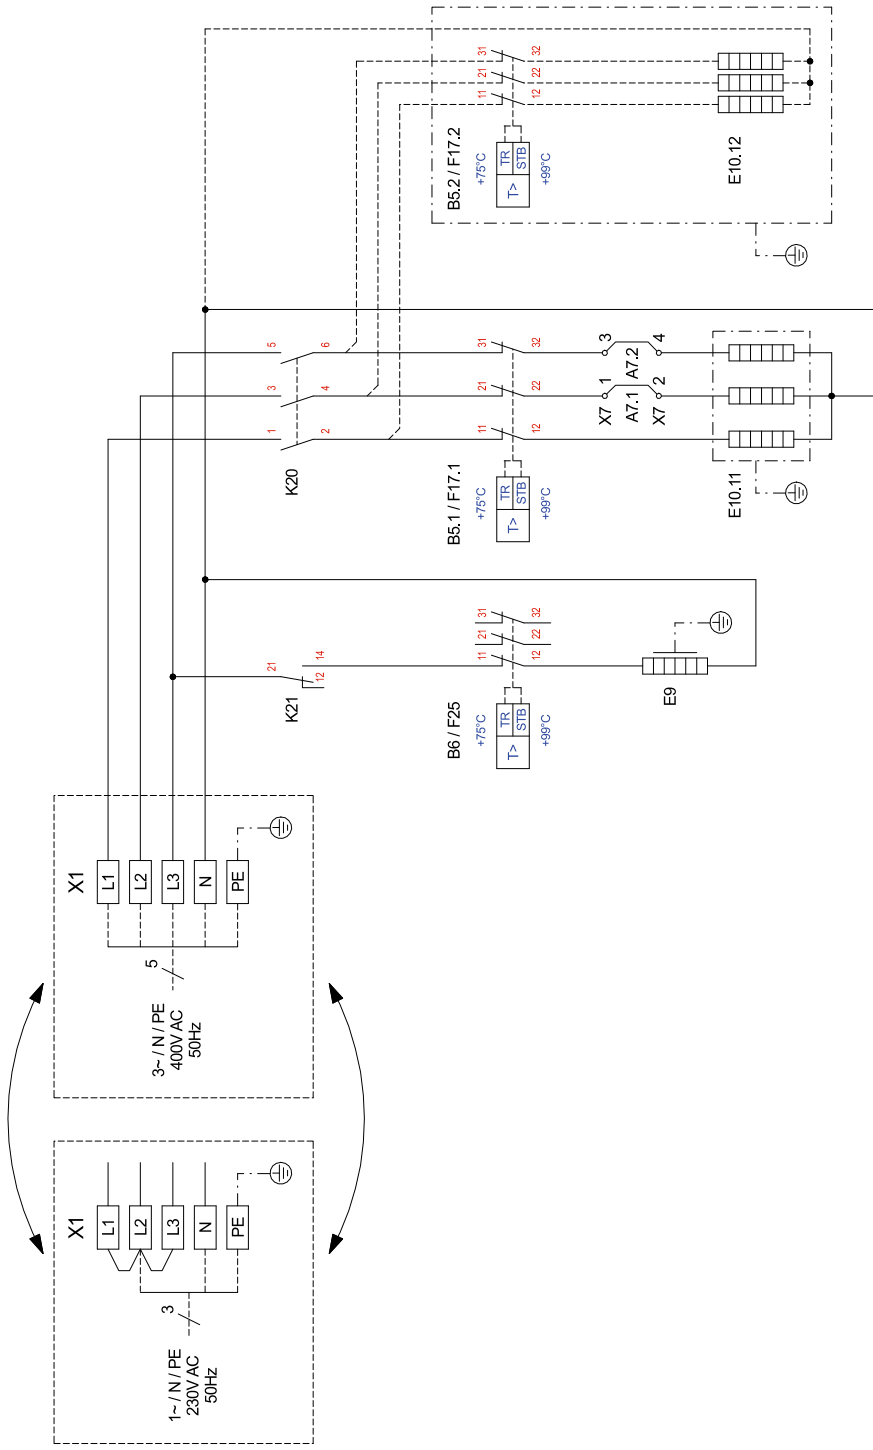 X1
L1
L2
L3
N
PE
3
1~ / N / PE
230V AC
50Hz
X1
L1
L2
L3
N
PE
5
3~ / N / PE
400V AC
50Hz
21
K21
12 14
B6 / F25
+75°C
T> TR
STB
+99°C
11 21 31
12 22 32
E9
1 3 5
K20
2 4 6
B5.1 / F17.1
+75°C
T> TR
STB
+99°C
11 21 31
12 22 32
X7 1 3
A7.1 A7.2
X7 2 4
E10.11
B5.2 / F17.2
+75°C
T> TR
STB
+99°C
11 21 31
12 22 32
E10.12